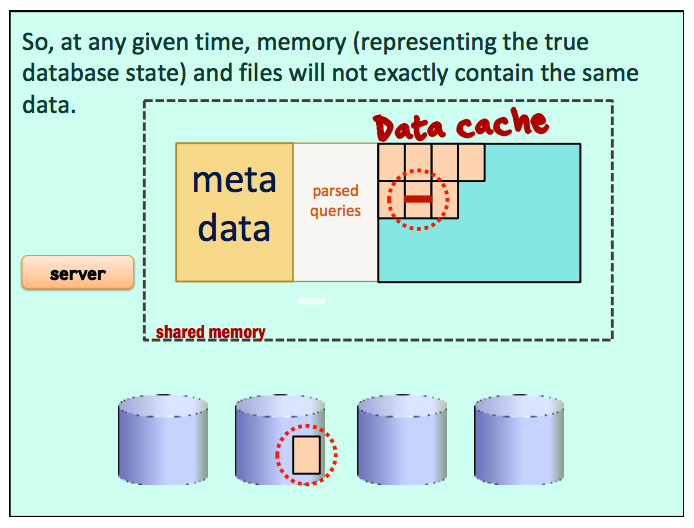 So, at any given time, memory (representing the true
database state) and files will not exactly contain the same
data.
Data cache
meta
data
parsed
queries
server
shared memory